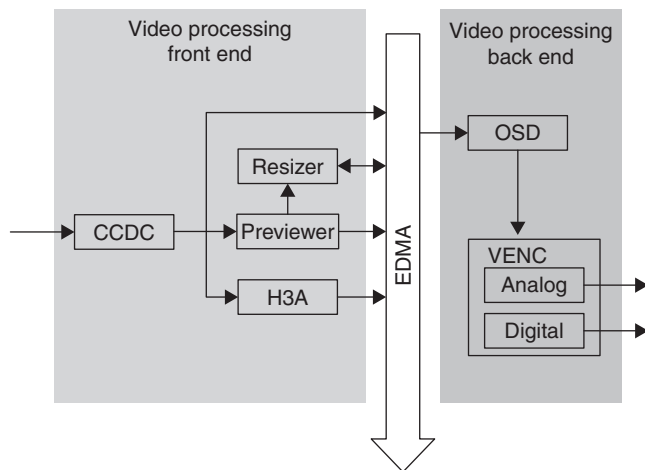 Video processing
front end
Video processing
back end
OSD
Resizer
CCDC
Previewer
EDMA
VENC
H3A
Analog
Digital